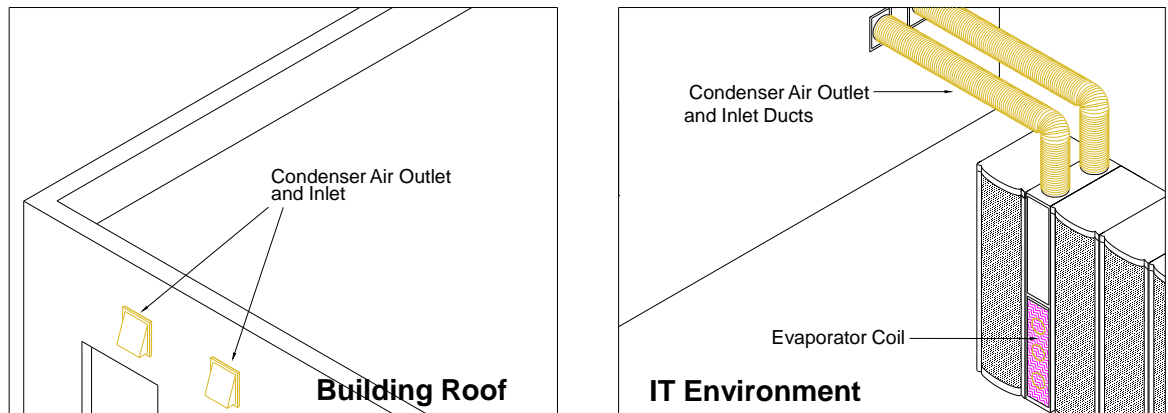 Condenser Air Outlet
and Inlet
Building Roof
Condenser Air Outlet
and Inlet Ducts
Evaporator Coil
IT Environment